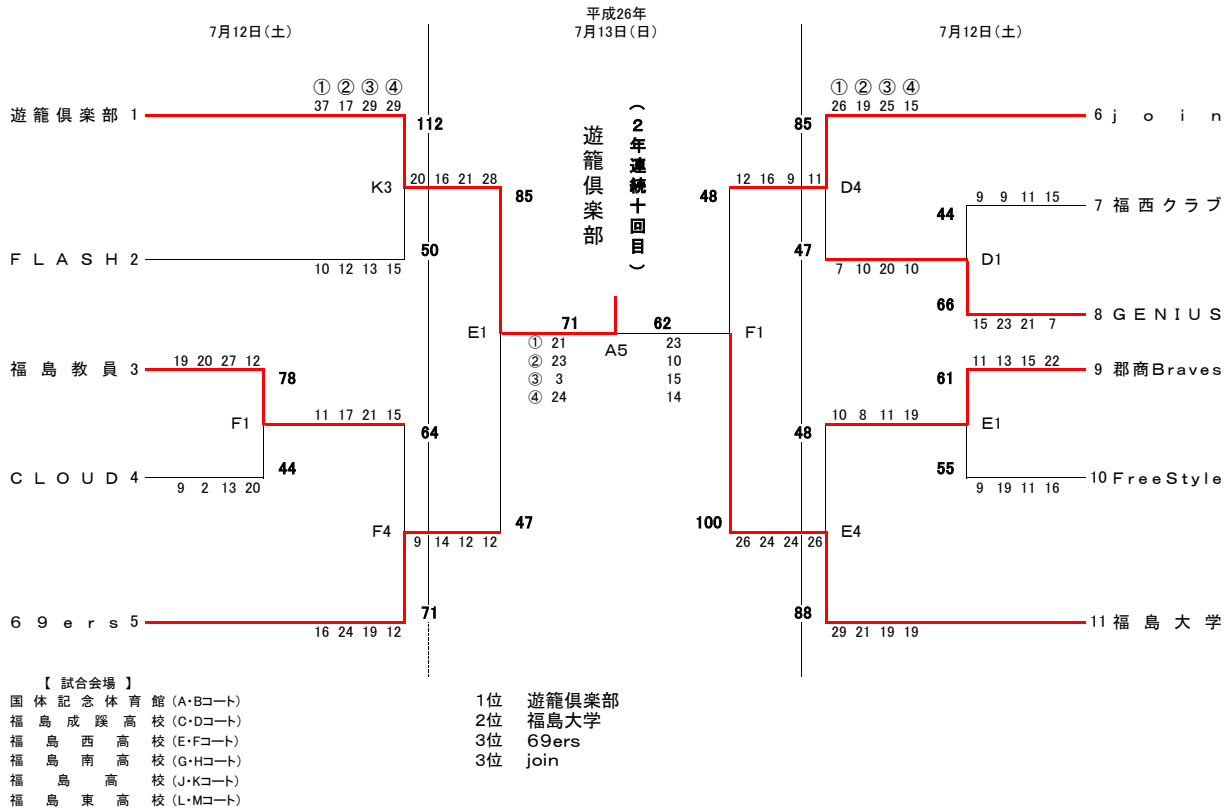 平成26年
7月12日(土)
7月13日(日)
7月12日(土)
① ② ③ ④
37 17 29 29
① ② ③ ④
26 19 25 15
遊籠倶楽部 1
112
85
6 join
K3
20 16 21 28
85
48
12 16 9 11
D4
9 9 11 15
44
7 福西クラブ
FLASH 2
10 12 13 15
50
47
7 10 20 10
D1
66
15 23 21 7
8 GENIUS
遊籠倶楽部
(2年連続十回目)
E1
71
62
F1
A5
① 21 23
② 23 10
③ 3 15
④ 24 14
福島教員 3
19 20 27 12
78
F1
11 17 21 15
64
44
CLOUD 4
9 2 13 20
11 13 15 22
61
9 郡商Braves
48
10 8 11 19
E1
55
9 19 11 16
10 FreeStyle
F4
9 14 12 12
47
100
26 24 24 26
E4
69ers 5
16 24 19 12
71
88
29 21 19 19
11 福島大学
【 試合会場 】
国体記念体育館(A・Bコート)
福島成蹊高校(C・Dコート)
福島西高校(E・Fコート)
福島南高校(G・Hコート)
福島高校(J・Kコート)
福島東高校(L・Mコート)
1位 遊籠倶楽部
2位 福島大学
3位 69ers
3位 join